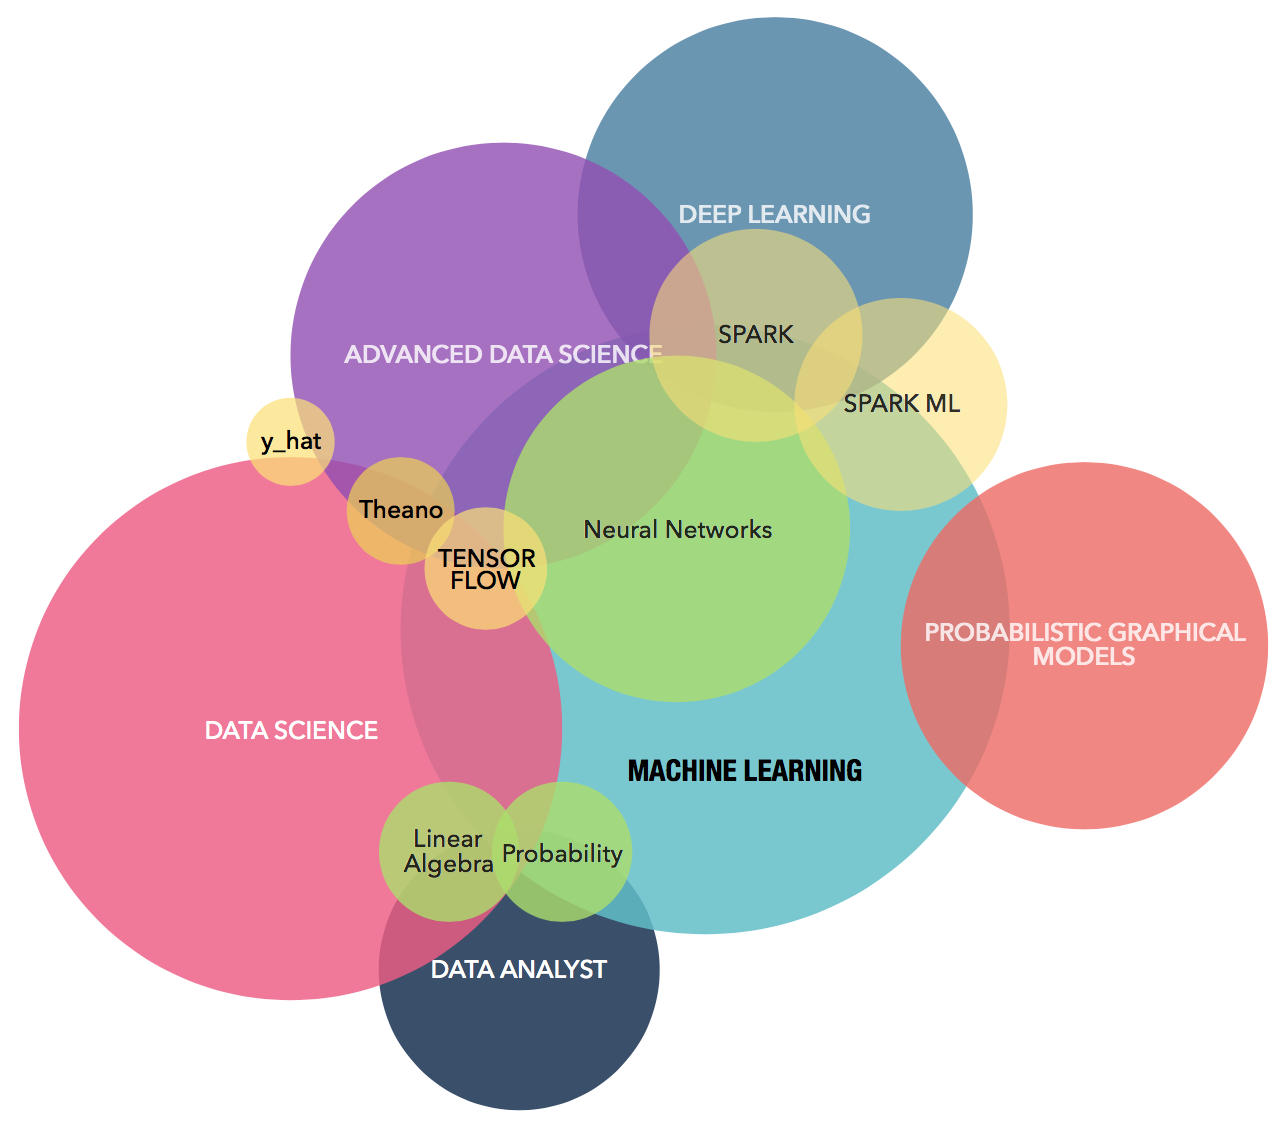 DEEP LEARNING
SPARK
ADVANCED DATA SCIENCE
SPARK ML
y_hat
Theano
Neural Networks
TENSOR
FLOW
PROBABILISTIC GRAPHICAL
MODELS
DATA SCIENCE
MACHINE LEARNING
Linear
Algebra
Probability
DATA ANALYST